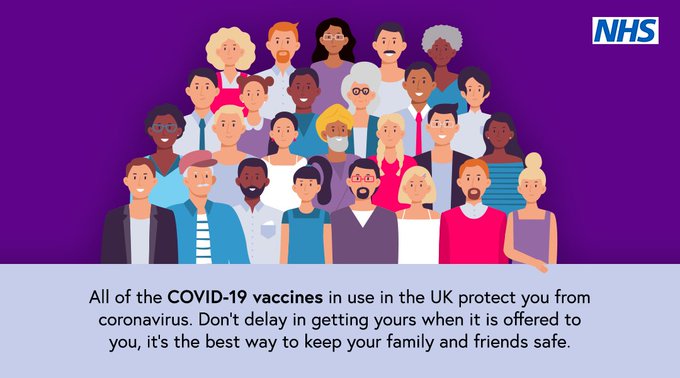 NHS
All of the COVID-19 vaccines in use in the UK protect you from
coronavirus. Don't delay in getting yours when it is offered to
you, it's the best way to keep your family and friends safe.